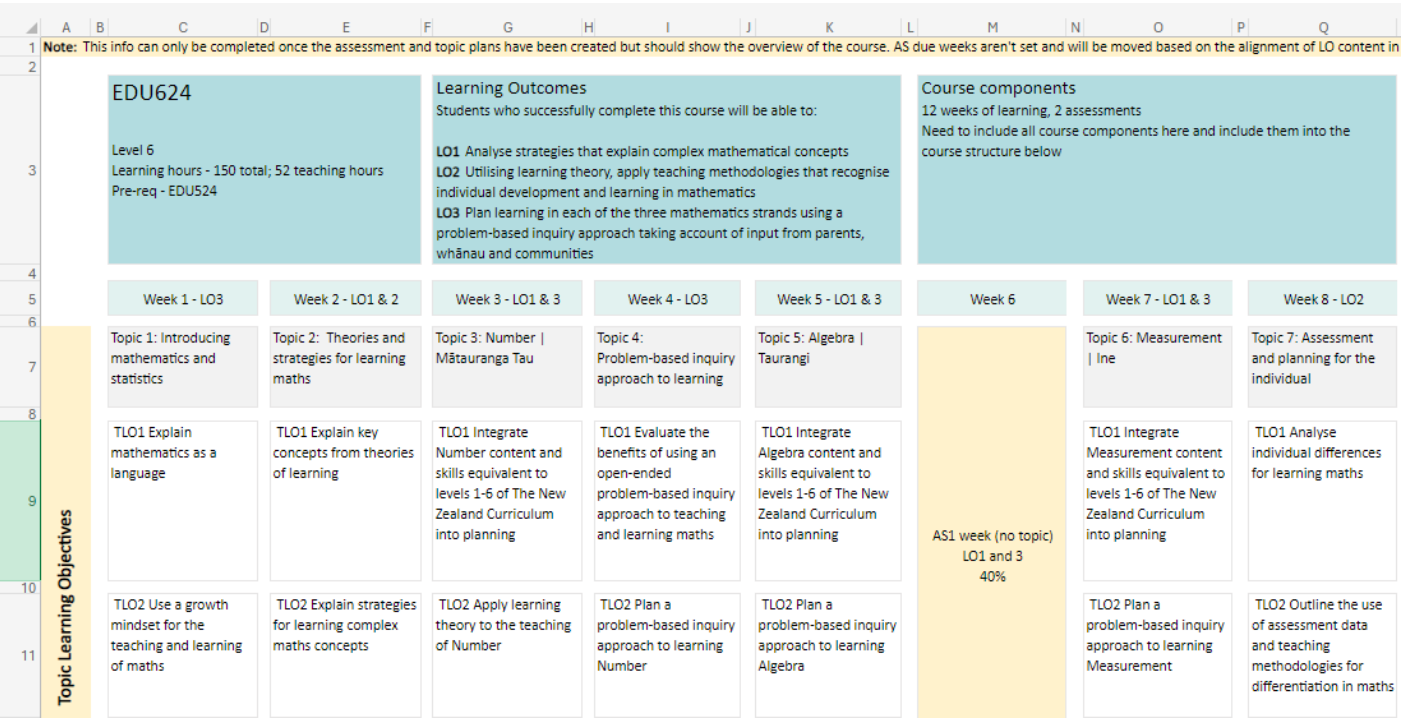 A B C D E F G H I J K L M N O P Q
1 Note: This info can only be completed once the assessment and topic plans have been created but should show the overview of the course. AS due weeks aren't set and will be moved based on the alignment of LO content in
2
3
EDU624
Level 6
Learning hours - 150 total; 52 teaching hours
Pre-req - EDU524
Learning Outcomes
Students who successfully complete this course will be able to:
LO1 Analyse strategies that explain complex mathematical concepts
LO2 Utilising learning theory, apply teaching methodologies that recognise
individual development and learning in mathematics
LO3 Plan learning in each of the three mathematics strands using a
problem-based inquiry approach taking account of input from parents,
whānau and communities
Course components
12 weeks of learning, 2 assessments
Need to include all course components here and include them into the
course structure below
4
5 Week 1 - LO3 Week 2 - LO1 & 2 Week 3 - LO1 & 3 Week 4 - LO3 Week 5 - LO1 & 3 Week 6 Week 7 - LO1 & 3 Week 8 - LO2
6
7
Topic 1: Introducing
mathematics and
statistics
Topic 2: Theories and
strategies for learning
maths
Topic 3: Number |
Mātauranga Tau
Topic 4:
Problem-based inquiry
approach to learning
Topic 5: Algebra |
Taurangi
Topic 6: Measurement
| Ine
Topic 7: Assessment
and planning for the
individual
8
Topic Learning Objectives
9
TLO1 Explain
mathematics as a
language
TLO1 Explain key
concepts from theories
of learning
TLO1 Integrate
Number content and
skills equivalent to
levels 1-6 of The New
Zealand Curriculum
into planning
TLO1 Evaluate the
benefits of using an
open-ended
problem-based inquiry
approach to teaching
and learning maths
TLO1 Integrate
Algebra content and
skills equivalent to
levels 1-6 of The New
Zealand Curriculum
into planning
AS1 week (no topic)
LO1 and 3
40%
TLO1 Integrate
Measurement content
and skills equivalent to
levels 1-6 of The New
Zealand Curriculum
into planning
TLO1 Analyse
individual differences
for learning maths
10
11
TLO2 Use a growth
mindset for the
teaching and learning
of maths
TLO2 Explain strategies
for learning complex
maths concepts
TLO2 Apply learning
theory to the teaching
of Number
TLO2 Plan a
problem-based inquiry
approach to learning
Number
TLO2 Plan a
problem-based inquiry
approach to learning
Algebra
TLO2 Plan a
problem-based inquiry
approach to learning
Measurement
TLO2 Outline the use
of assessment data
and teaching
methodologies for
differentiation in maths